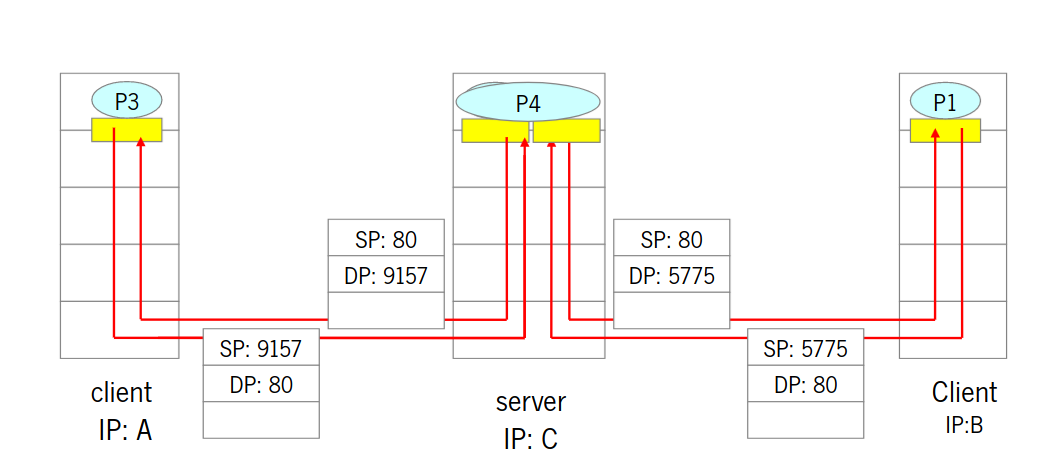 P3
P4
P1
SP: 80
DP: 9157
SP: 80
DP: 5775
SP: 9157
DP: 80
SP: 5775
DP: 80
client
IP: A
server
IP: C
Client
IP:B